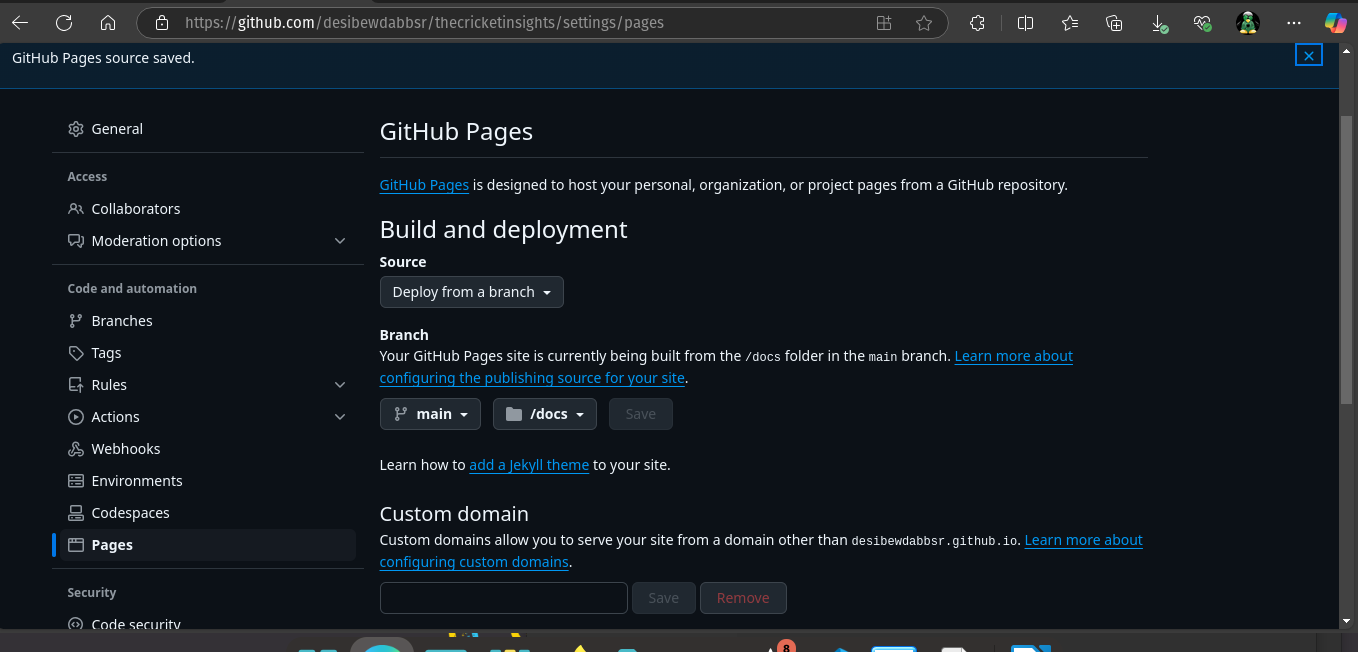 https://github.com/desibewdabbsr/thecricketinsights/settings/pages
GitHub Pages source saved.
General
Access
Collaborators
Moderation options
Code and automation
Branches
Tags
Rules
Actions
Webhooks
Environments
Codespaces
Pages
Security
Code security
GitHub Pages
GitHub Pages is designed to host your personal, organization, or project pages from a GitHub repository.
Build and deployment
Source
Deploy from a branch
Branch
Your GitHub Pages site is currently being built from the /docs folder in the main branch. Learn more about
configuring the publishing source for your site.
main /docs Save
Learn how to add a Jekyll theme to your site.
Custom domain
Custom domains allow you to serve your site from a domain other than desibewdabbsr.github.io. Learn more about
configuring custom domains.
Save Remove
8